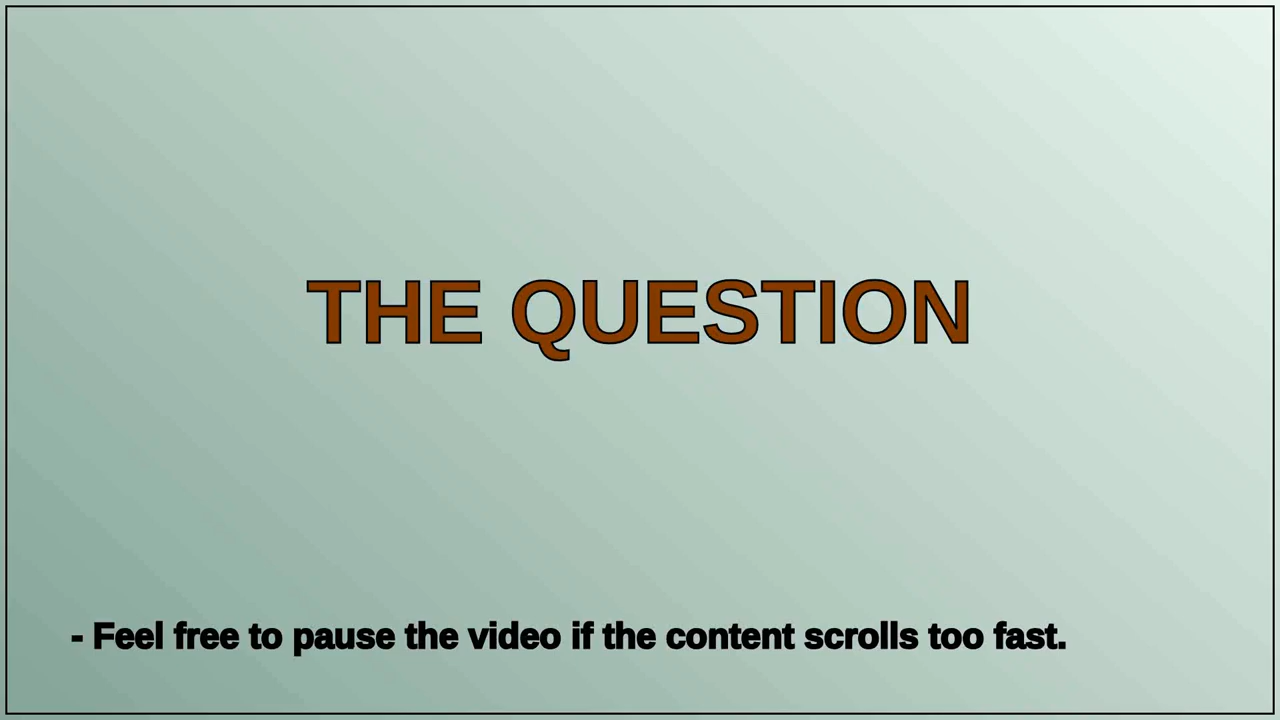 THE QUESTION
- Feel free to pause the video if the content scrolls too fast.